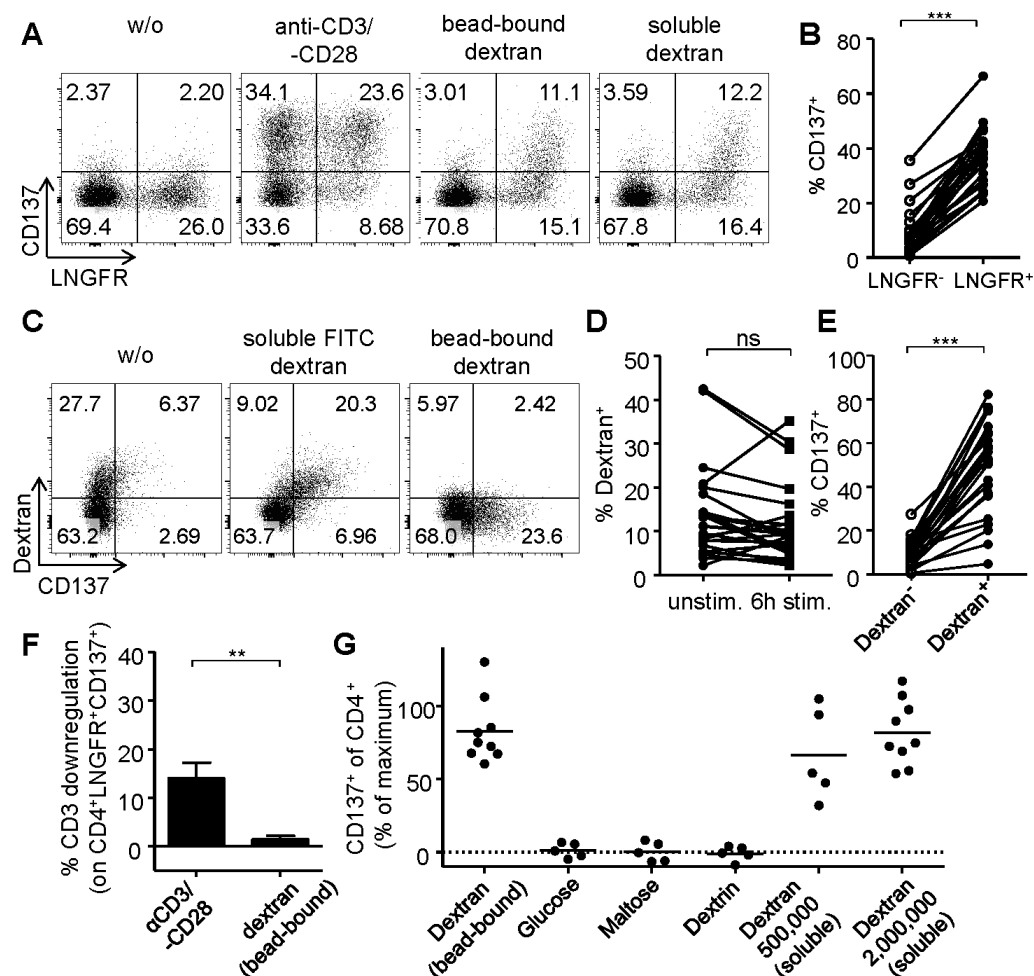 A
w/o
anti-CD3/
-CD28
bead-bound
dextran
soluble
dextran
2.37
2.20
69.4
26.0
34.1
23.6
33.6
8.68
3.01
11.1
70.8
15.1
3.59
12.2
67.8
16.4
CD137
LNGFR
B
***
% CD137⁺
80
60
40
20
0
LNGFR⁻
LNGFR⁺
C
w/o
soluble FITC
dextran
bead-bound
dextran
27.7
6.37
63.2
2.69
9.02
20.3
63.7
6.96
5.97
2.42
68.0
23.6
Dextran
CD137
D
ns
% Dextran⁺
50
40
30
20
10
0
unstim. 6h stim.
E
***
% CD137⁺
100
80
60
40
20
0
Dextran⁻
Dextran⁺
F
**
% CD3 downregulation
(on CD4⁺LNGFR⁺CD137⁺)
40
30
20
10
0
αCD3/
-CD28
dextran
(bead-bound)
G
CD137⁺ of CD4⁺
(% of maximum)
100
50
0
Dextran
(bead-bound)
Glucose
Maltose
Dextrin
Dextran
500,000
(soluble)
Dextran
2,000,000
(soluble)